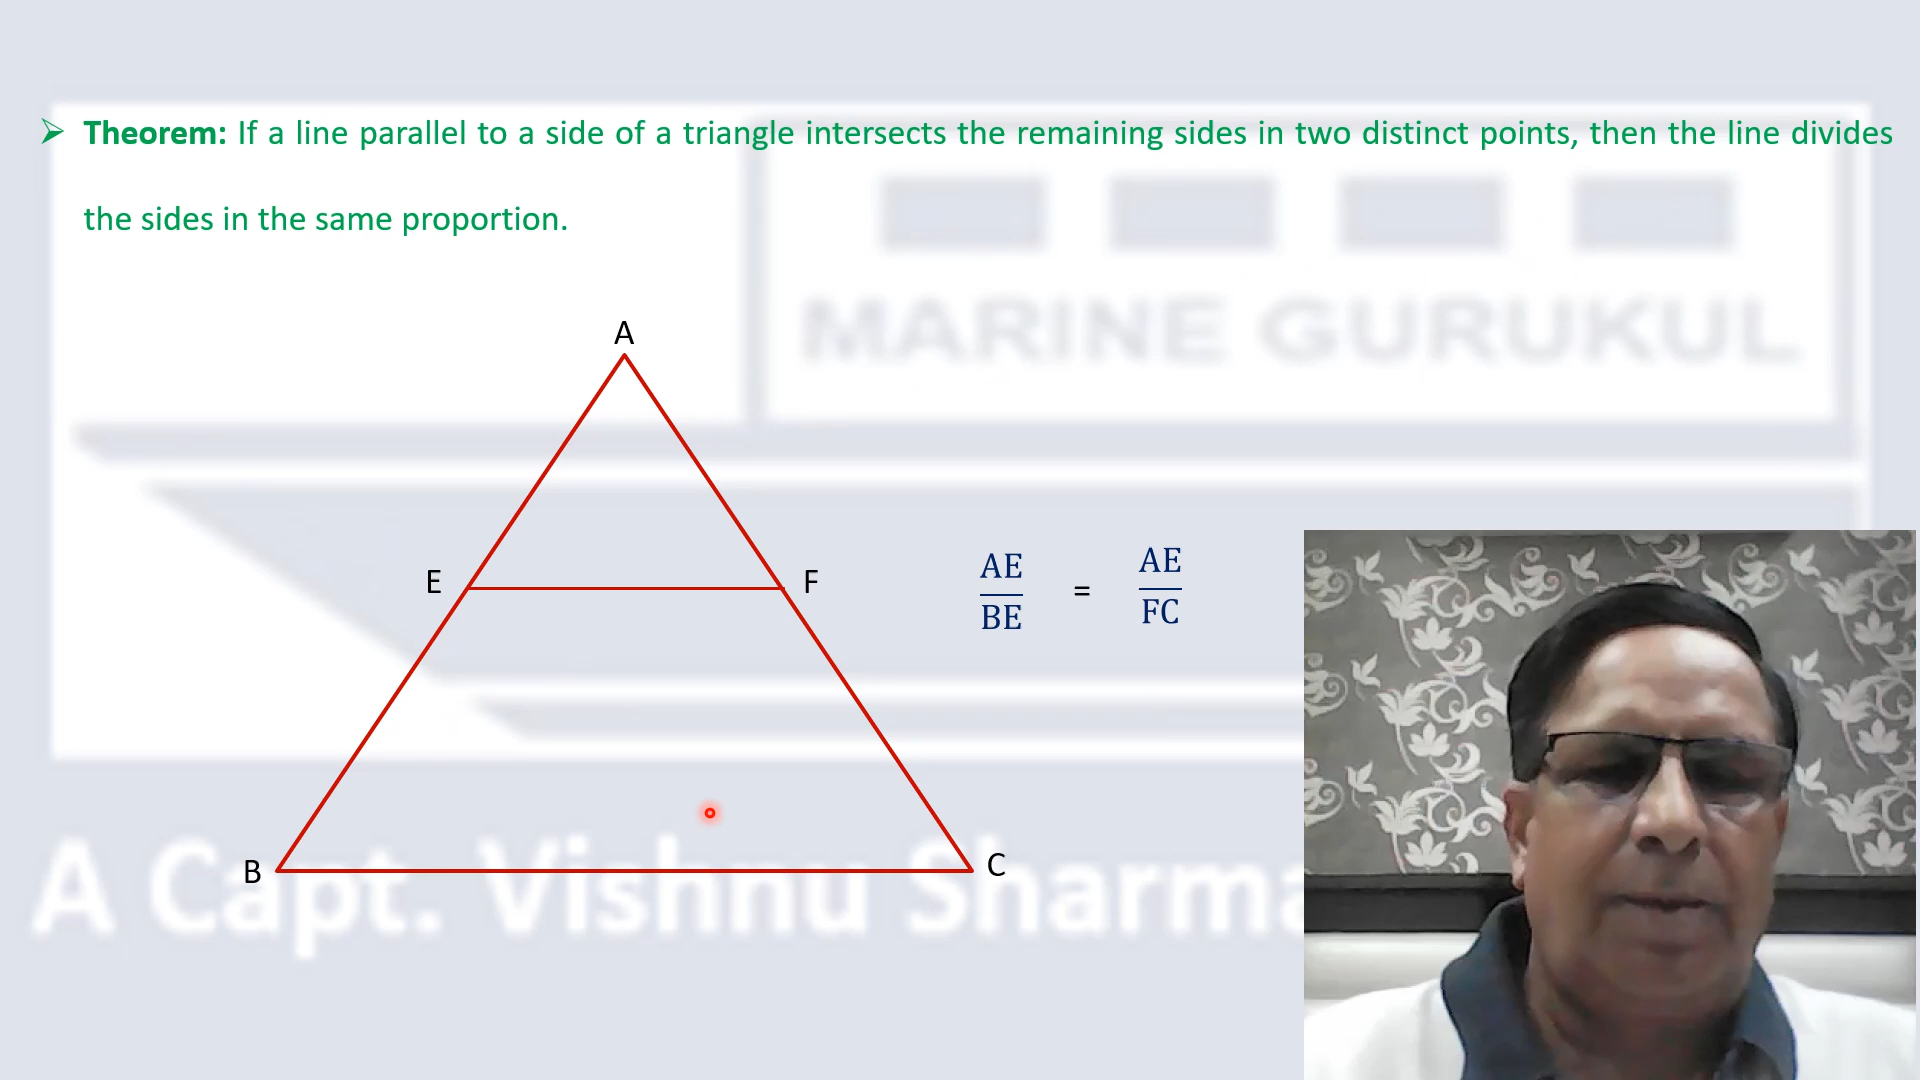 ➢ Theorem: If a line parallel to a side of a triangle intersects the remaining sides in two distinct points, then the line divides
the sides in the same proportion.
MARINE GURUKUL
A
E
F
AE/BE = AE/FC
B
C
A Capt. Vishnu Sharma